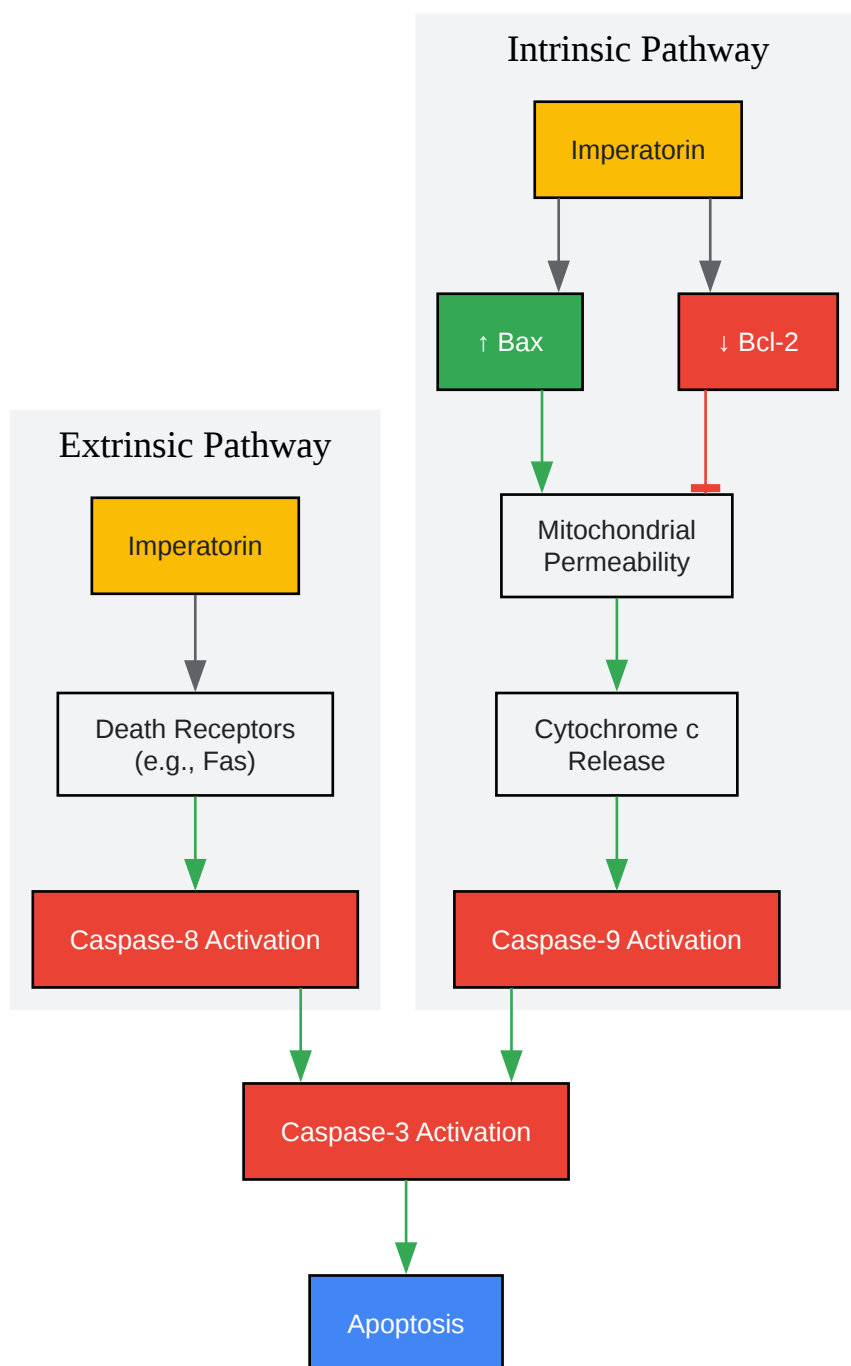 Intrinsic Pathway
Imperatorin
↑ Bax
↓ Bcl-2
Extrinsic Pathway
Imperatorin
Mitochondrial
Permeability
Death Receptors
(e.g., Fas)
Cytochrome c
Release
Caspase-8 Activation
Caspase-9 Activation
Caspase-3 Activation
Apoptosis